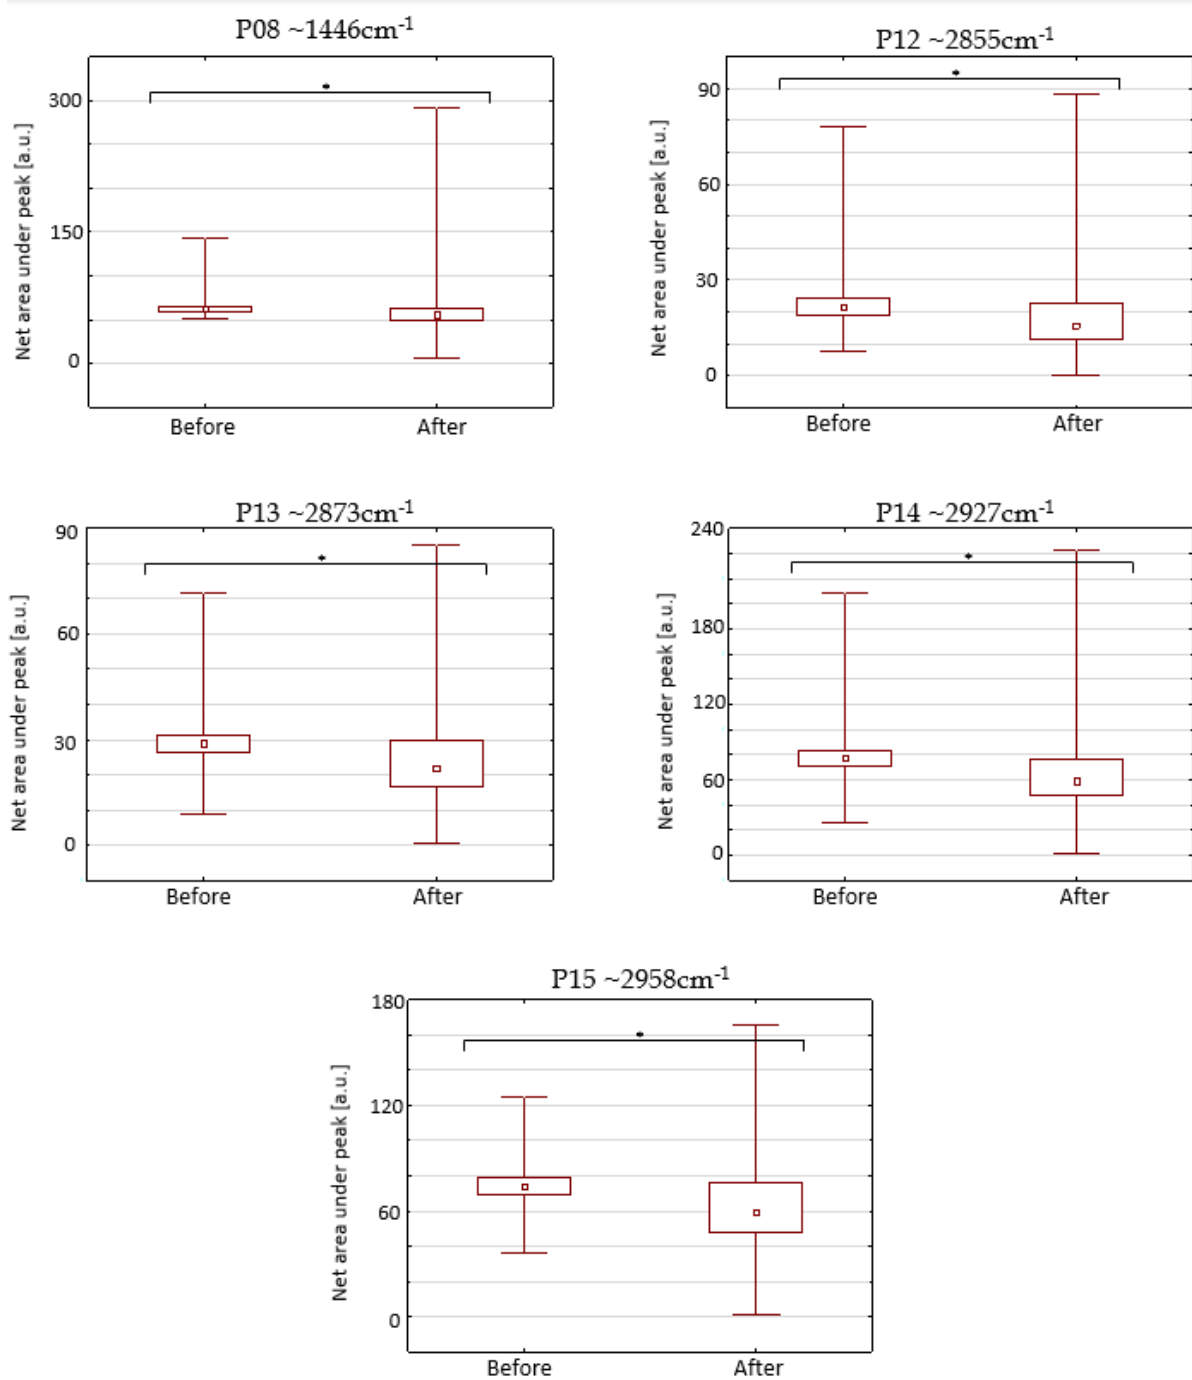 P08 ~1446cm⁻¹
*
Net area under peak [a.u.]
300
150
0
Before After
P12 ~2855cm⁻¹
*
Net area under peak [a.u.]
90
60
30
0
Before After
P13 ~2873cm⁻¹
*
Net area under peak [a.u.]
90
60
30
0
Before After
P14 ~2927cm⁻¹
*
Net area under peak [a.u.]
240
180
120
60
0
Before After
P15 ~2958cm⁻¹
*
Net area under peak [a.u.]
180
120
60
0
Before After